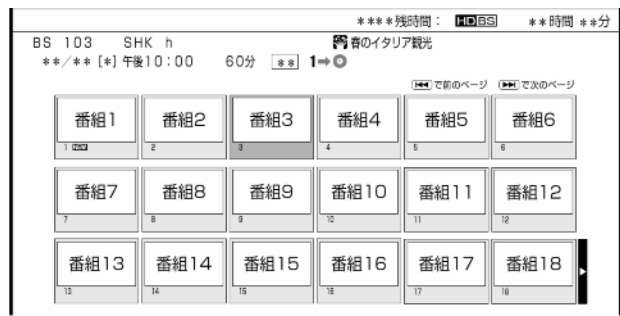 ****残時間： HD BS **時間 **分
BS 103 SHK h 春のイタリア観光
**/** [*] 午後10：00 60分 ** 1➡
⏮で前のページ ⏭で次のページ
番組1 番組2 番組3 番組4 番組5 番組6
1 NEW 2 3 4 5 6
番組7 番組8 番組9 番組10 番組11 番組12
7 8 9 10 11 12
番組13 番組14 番組15 番組16 番組17 番組18
13 14 15 16 17 18